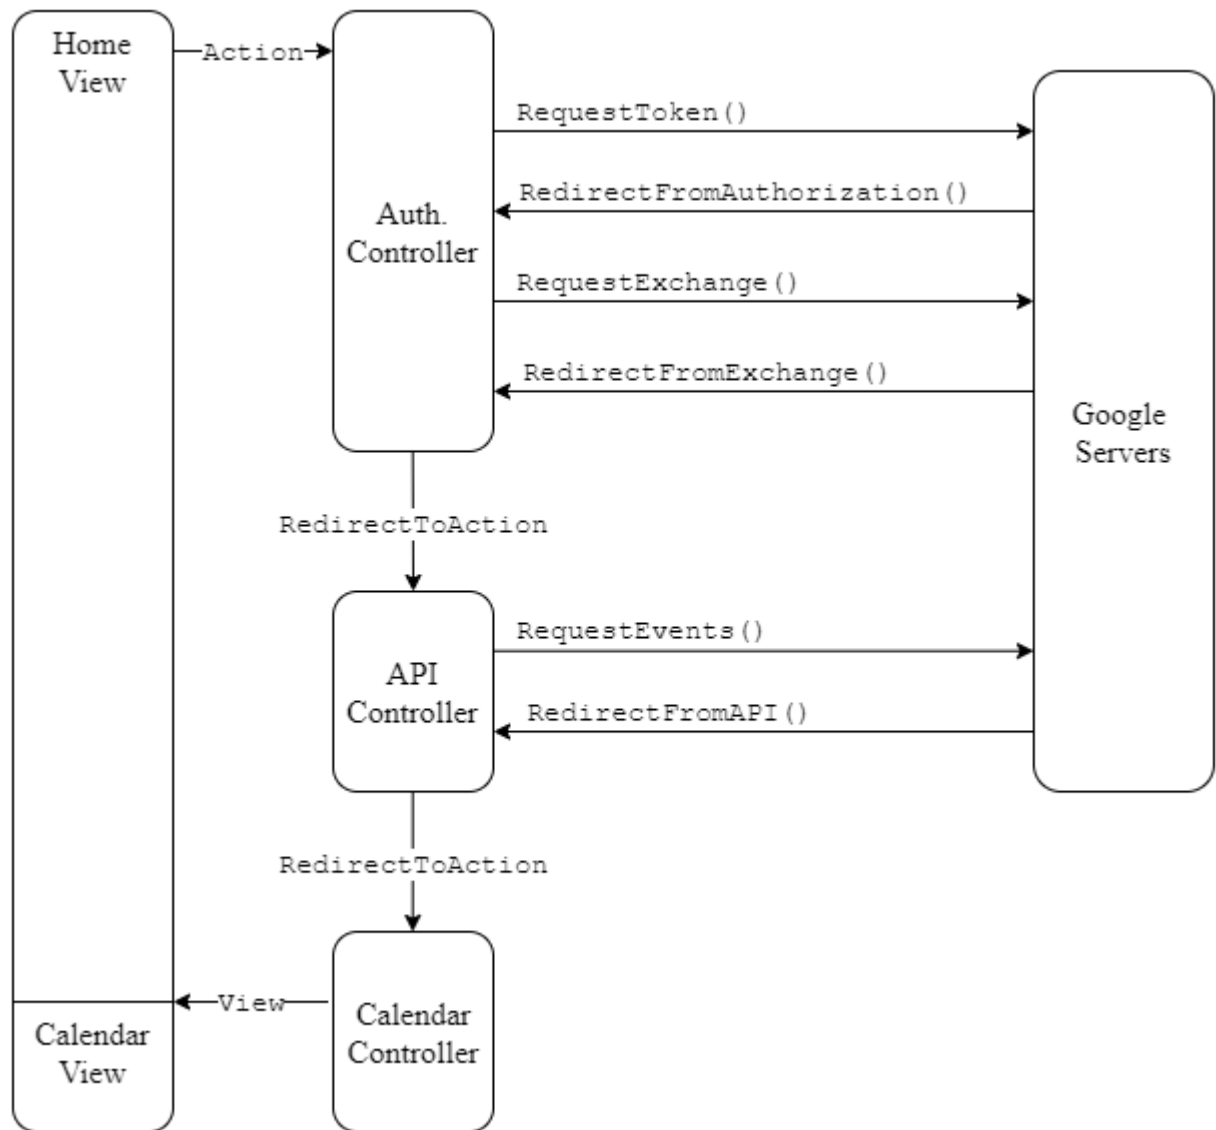 Home
View
Action
RequestToken()
RedirectFromAuthorization()
Auth.
Controller
RequestExchange()
RedirectFromExchange()
Google
Servers
RedirectToAction
RequestEvents()
API
Controller
RedirectFromAPI()
RedirectToAction
View
Calendar
Controller
Calendar
View